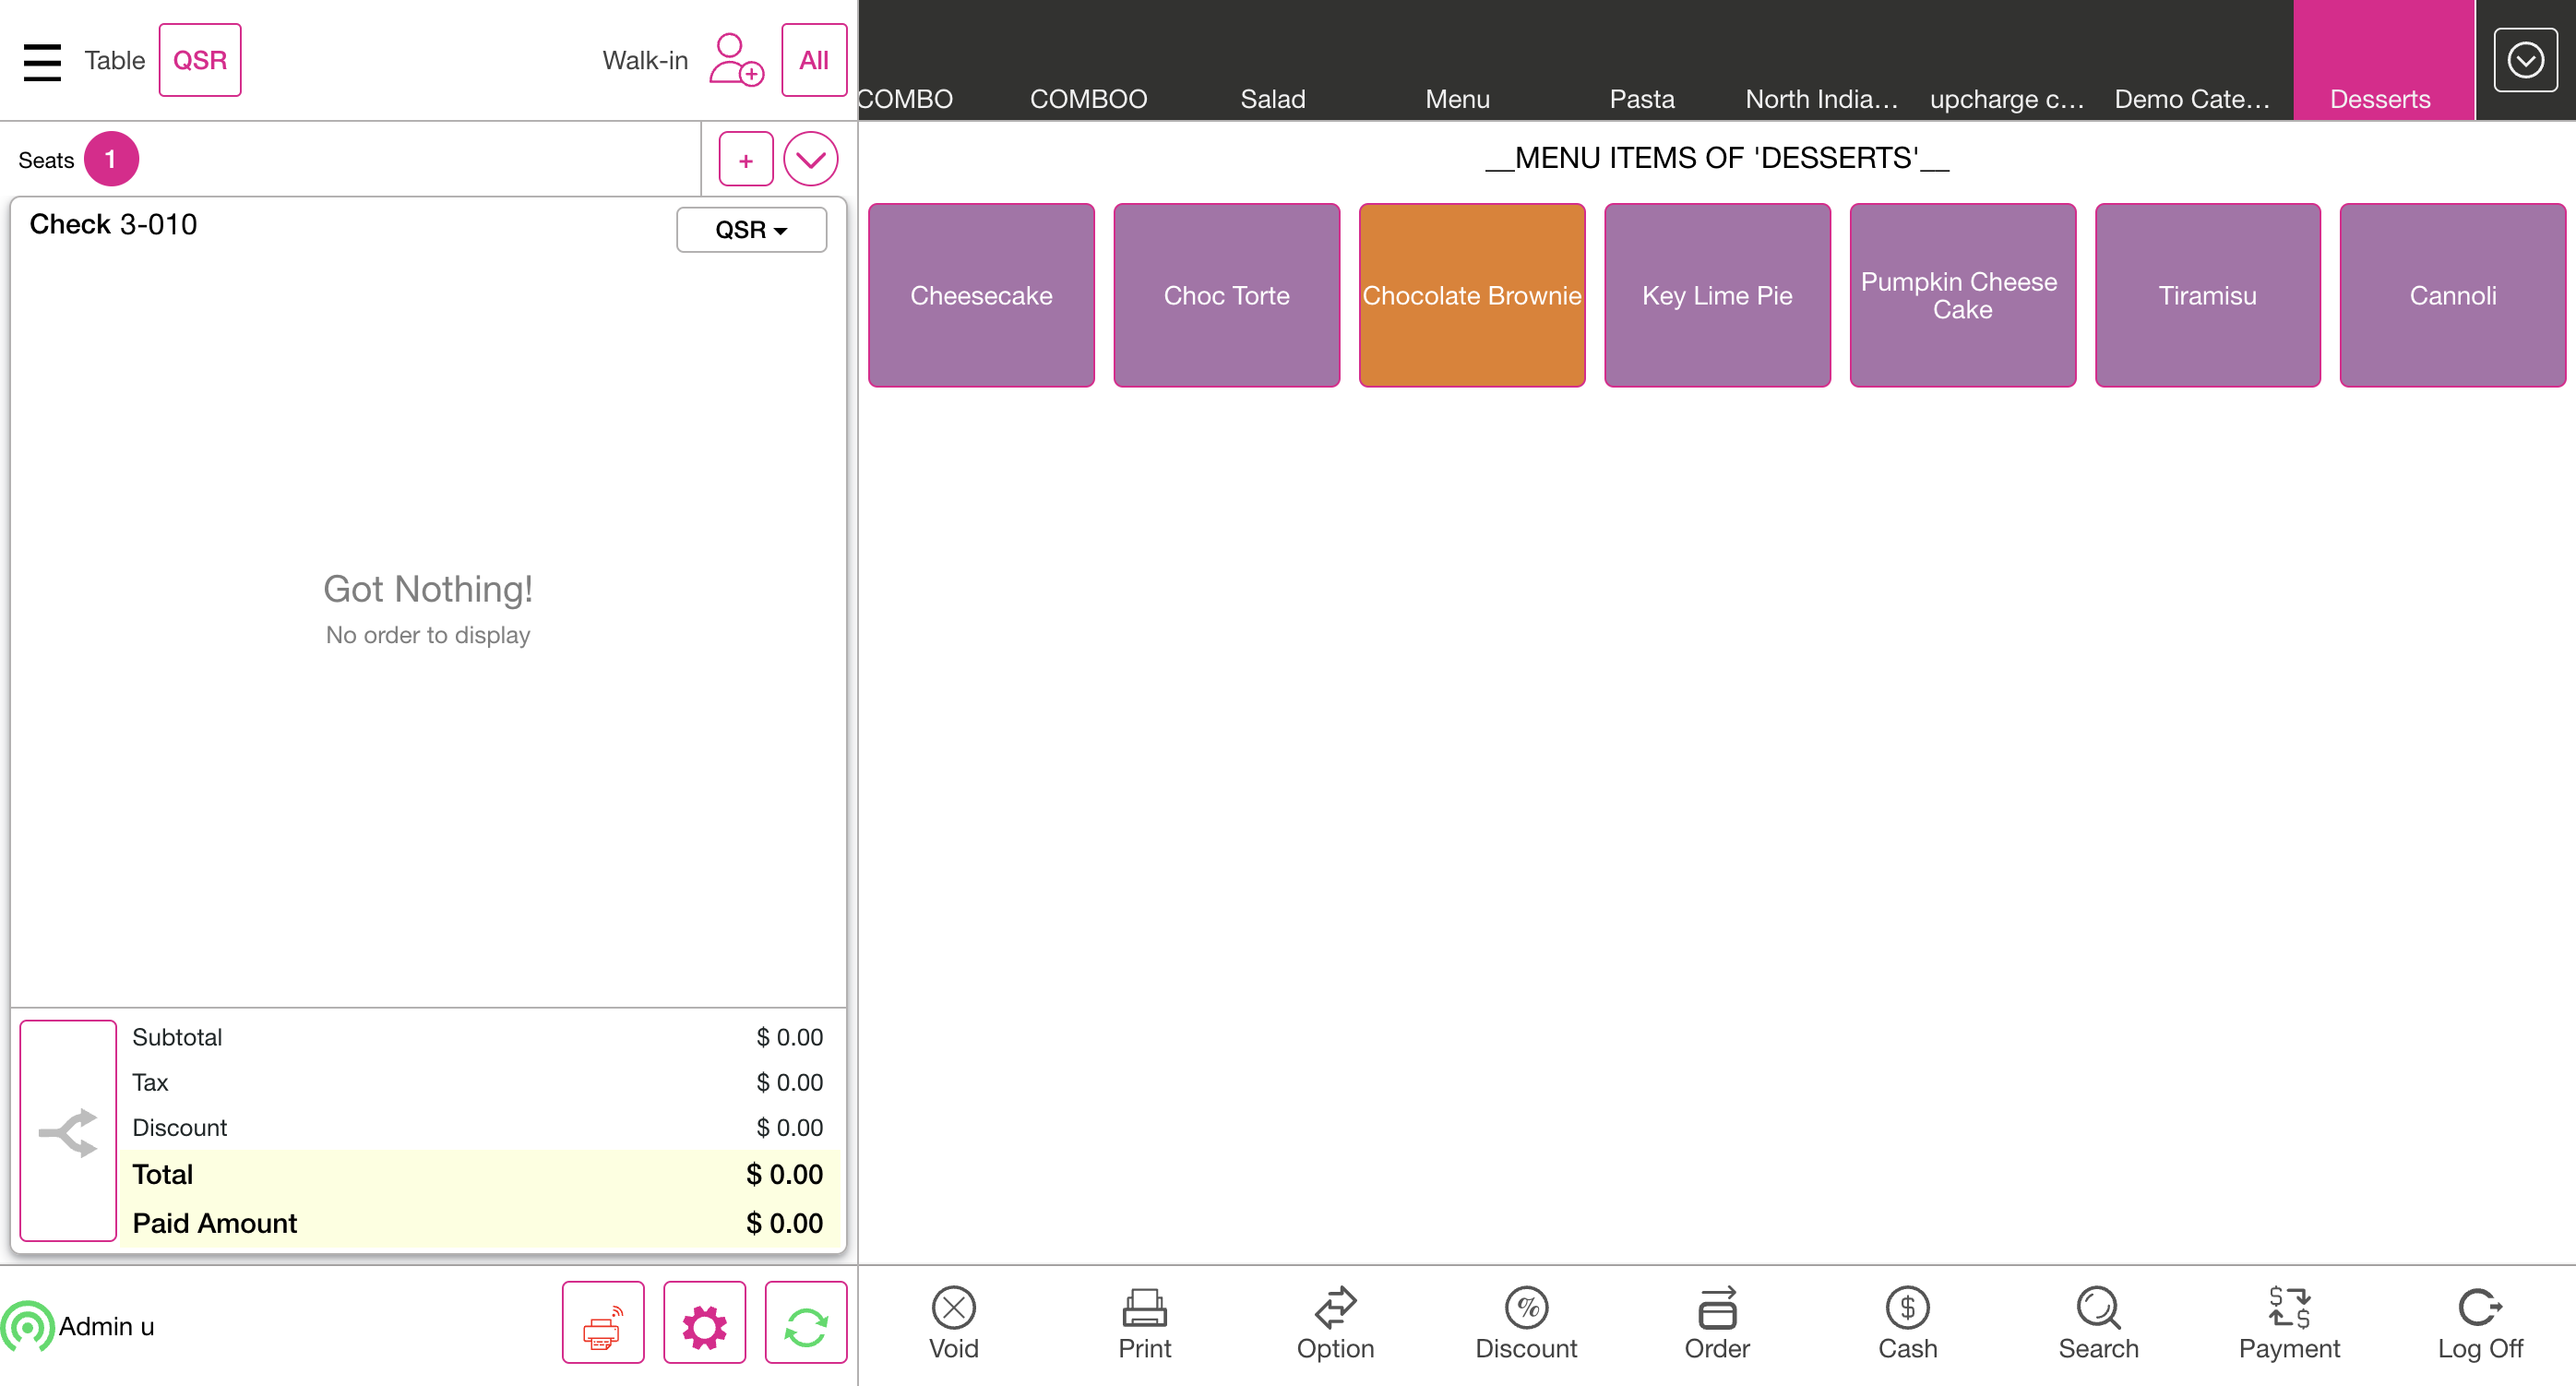 Table QSR Walk-in All
COMBO COMBOO Salad Menu Pasta North India... upcharge c... Demo Cate... Desserts
Seats 1 +
__MENU ITEMS OF 'DESSERTS'__
Check 3-010 QSR
Cheesecake Choc Torte Chocolate Brownie Key Lime Pie Pumpkin Cheese Cake Tiramisu Cannoli
Got Nothing!
No order to display
Subtotal $ 0.00
Tax $ 0.00
Discount $ 0.00
Total $ 0.00
Paid Amount $ 0.00
Admin u
Void Print Option Discount Order Cash Search Payment Log Off